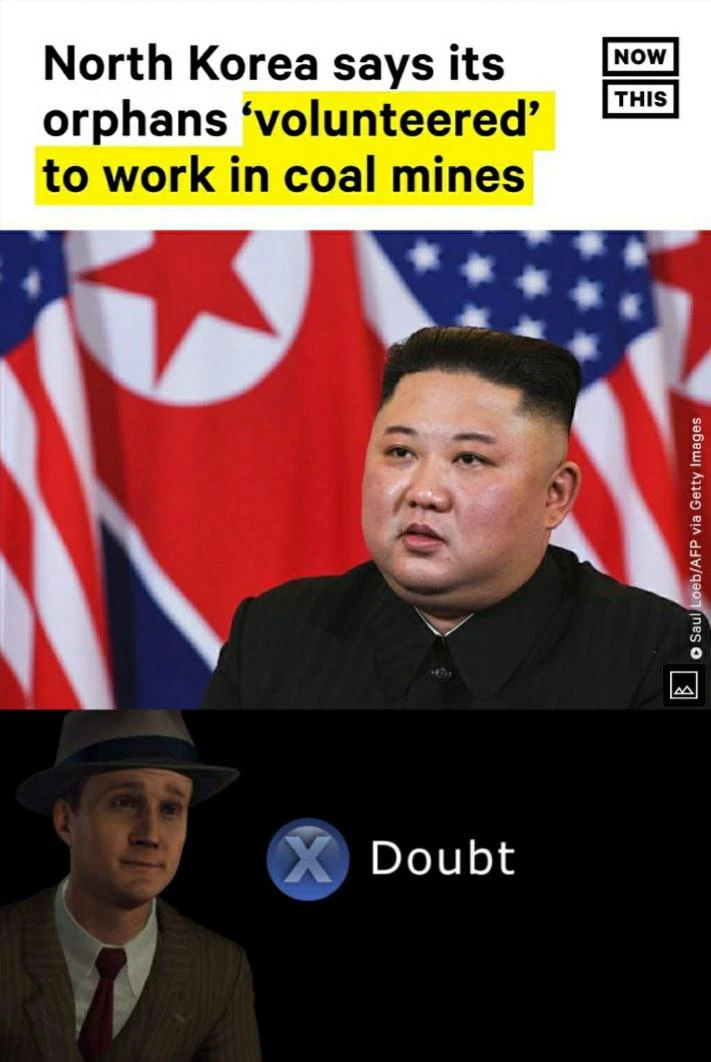 North Korea says its
orphans ‘volunteered’
to work in coal mines
NOW
THIS
Saul Loeb/AFP via Getty Images
X Doubt